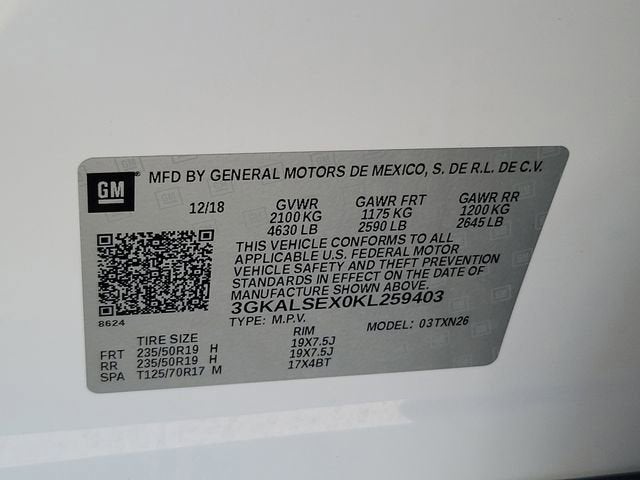 GM® MFD BY GENERAL MOTORS DE MEXICO, S. DE R.L. DE C.V.
12/18 GVWR GAWR FRT GAWR RR
2100 KG 1175 KG 1200 KG
4630 LB 2590 LB 2645 LB
THIS VEHICLE CONFORMS TO ALL
APPLICABLE U.S. FEDERAL MOTOR
VEHICLE SAFETY AND THEFT PREVENTION
STANDARDS IN EFFECT ON THE DATE OF
MANUFACTURE SHOWN ABOVE.
3GKALSEX0KL259403
8624
TYPE: M.P.V. MODEL: 03TXN26
TIRE SIZE RIM
FRT 235/50R19 H 19X7.5J
RR 235/50R19 H 19X7.5J
SPA T125/70R17 M 17X4BT